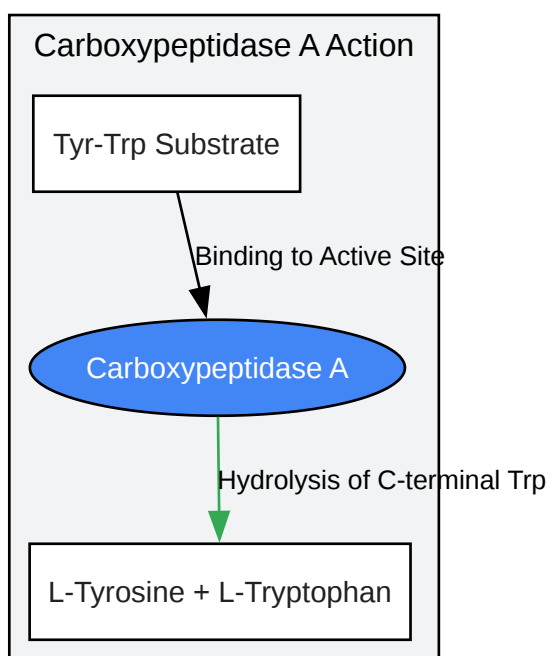 Carboxypeptidase A Action
Tyr-Trp Substrate
Binding to Active Site
Carboxypeptidase A
Hydrolysis of C-terminal Trp
L-Tyrosine + L-Tryptophan